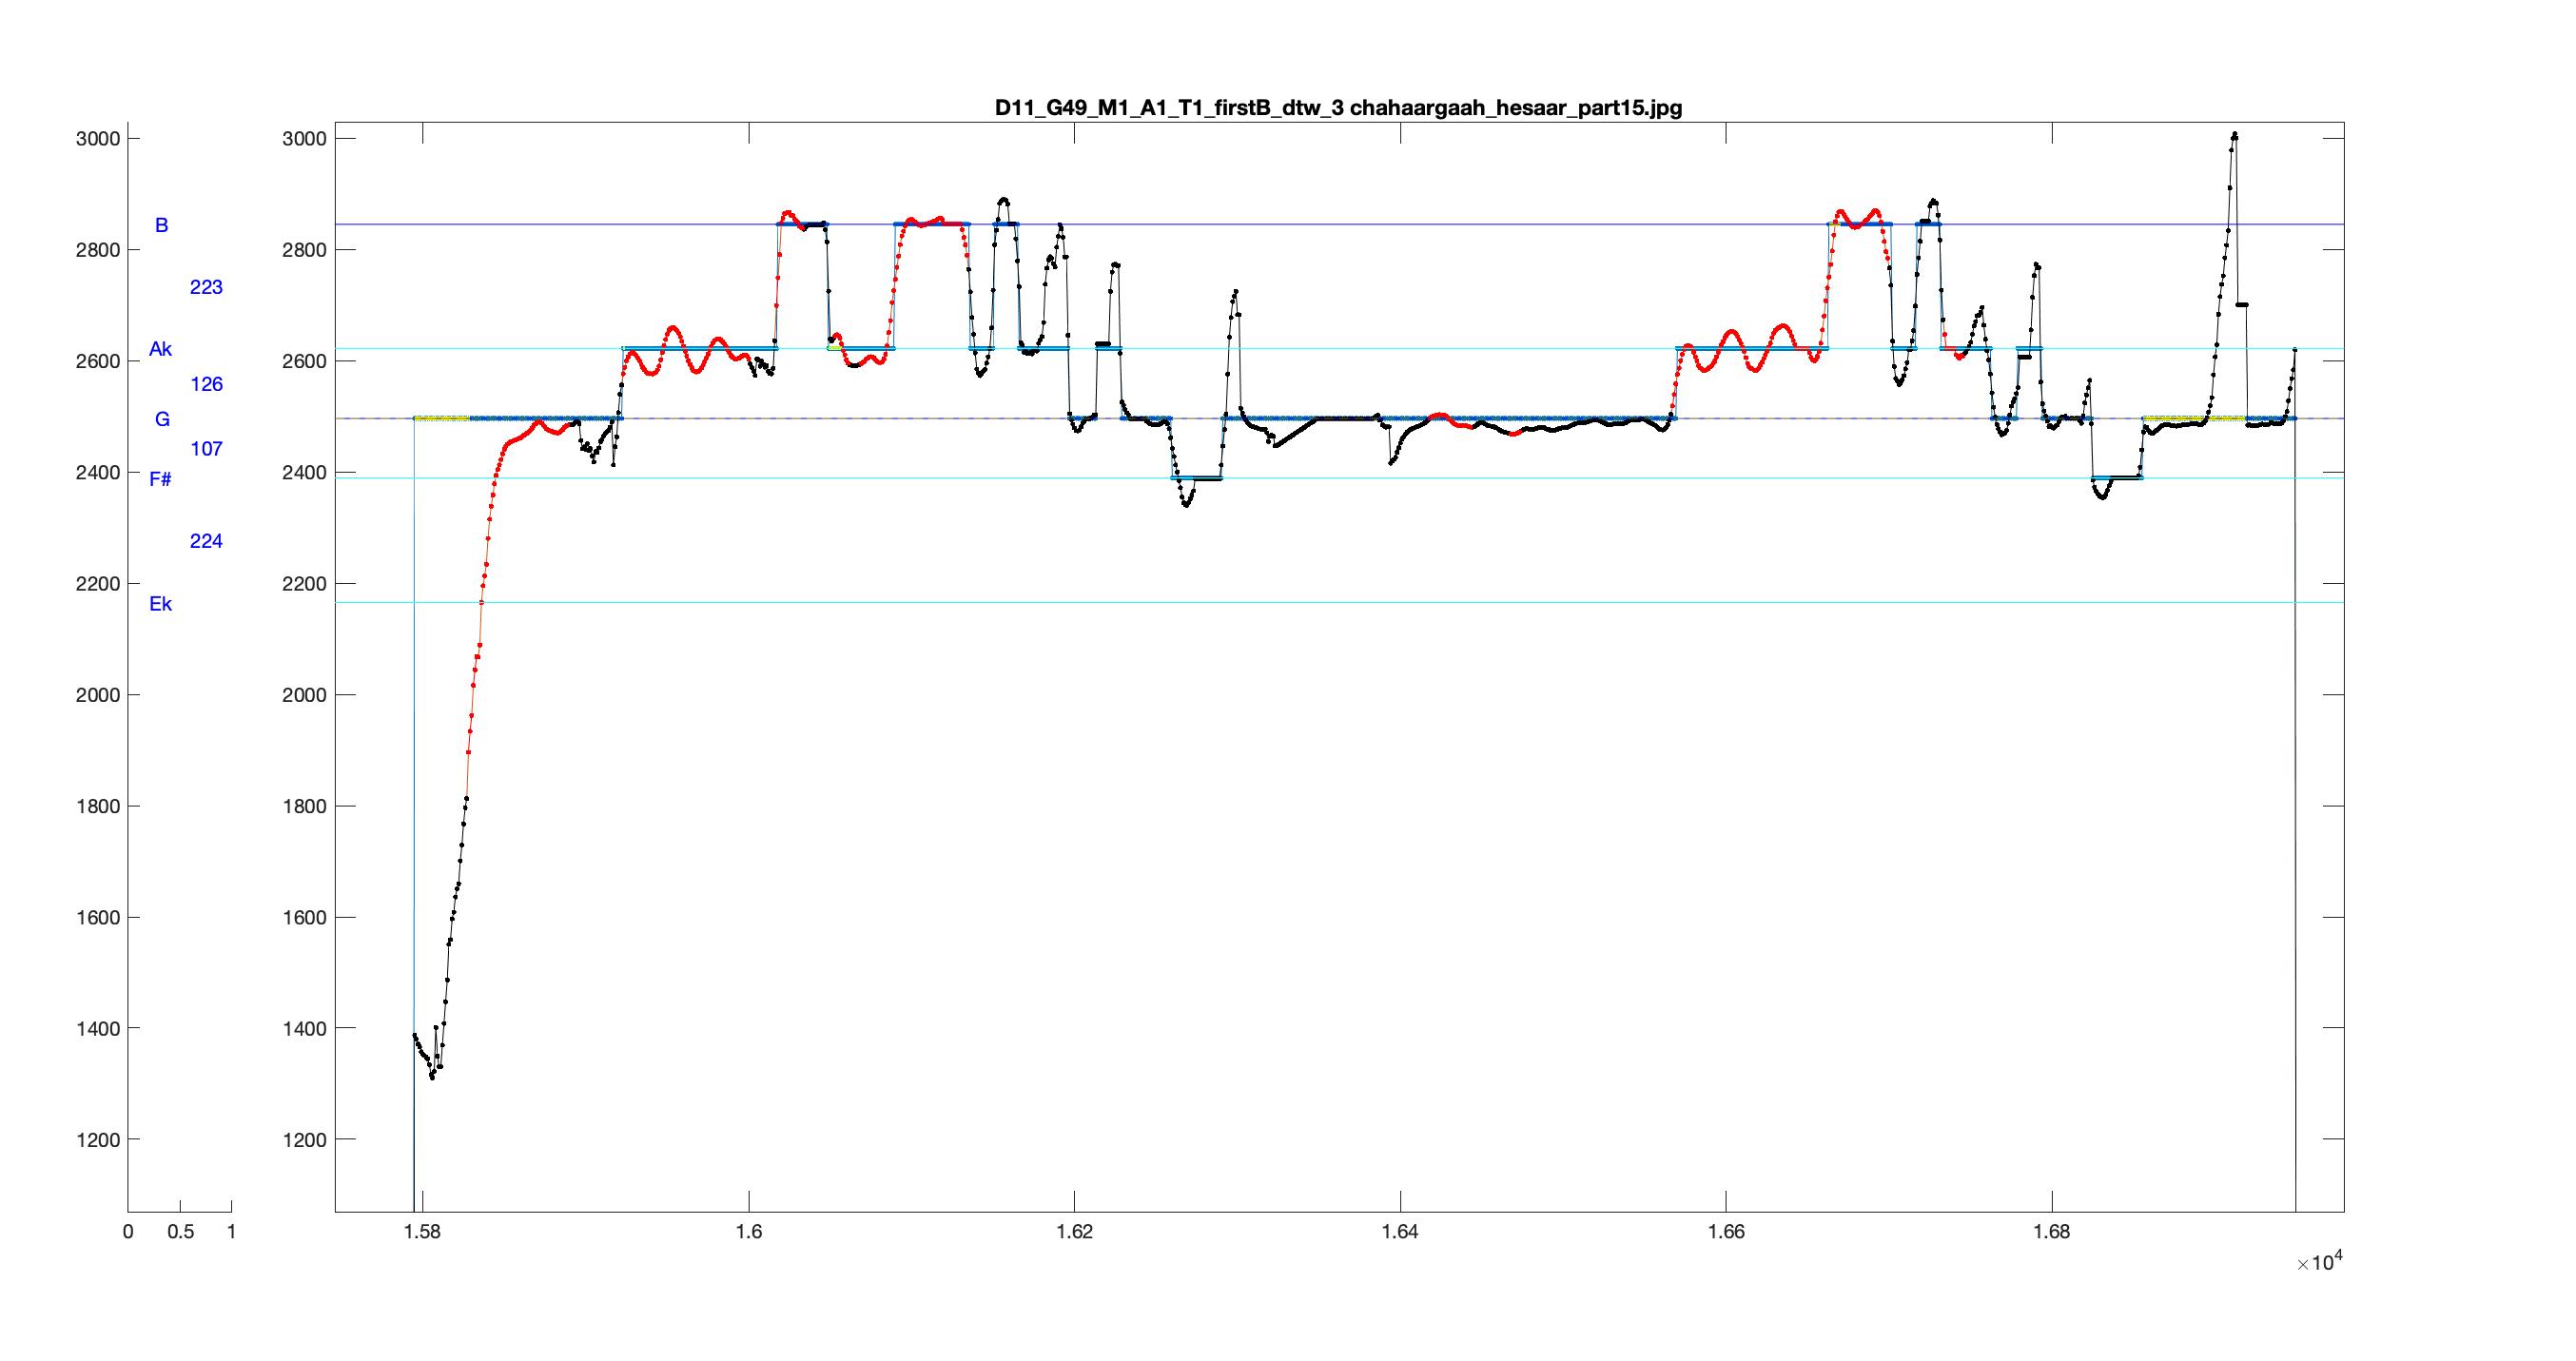 D11_G49_M1_A1_T1_firstB_dtw_3 chahaargaah_hesaar_part15.jpg
3000 3000
B
2800 2800
223
Ak
2600 2600
126
G
107
2400 2400
F#
224
2200 2200
Ek
2000 2000
1800 1800
1600 1600
1400 1400
1200 1200
0 0.5 1 1.58 1.6 1.62 1.64 1.66 1.68
×10⁴